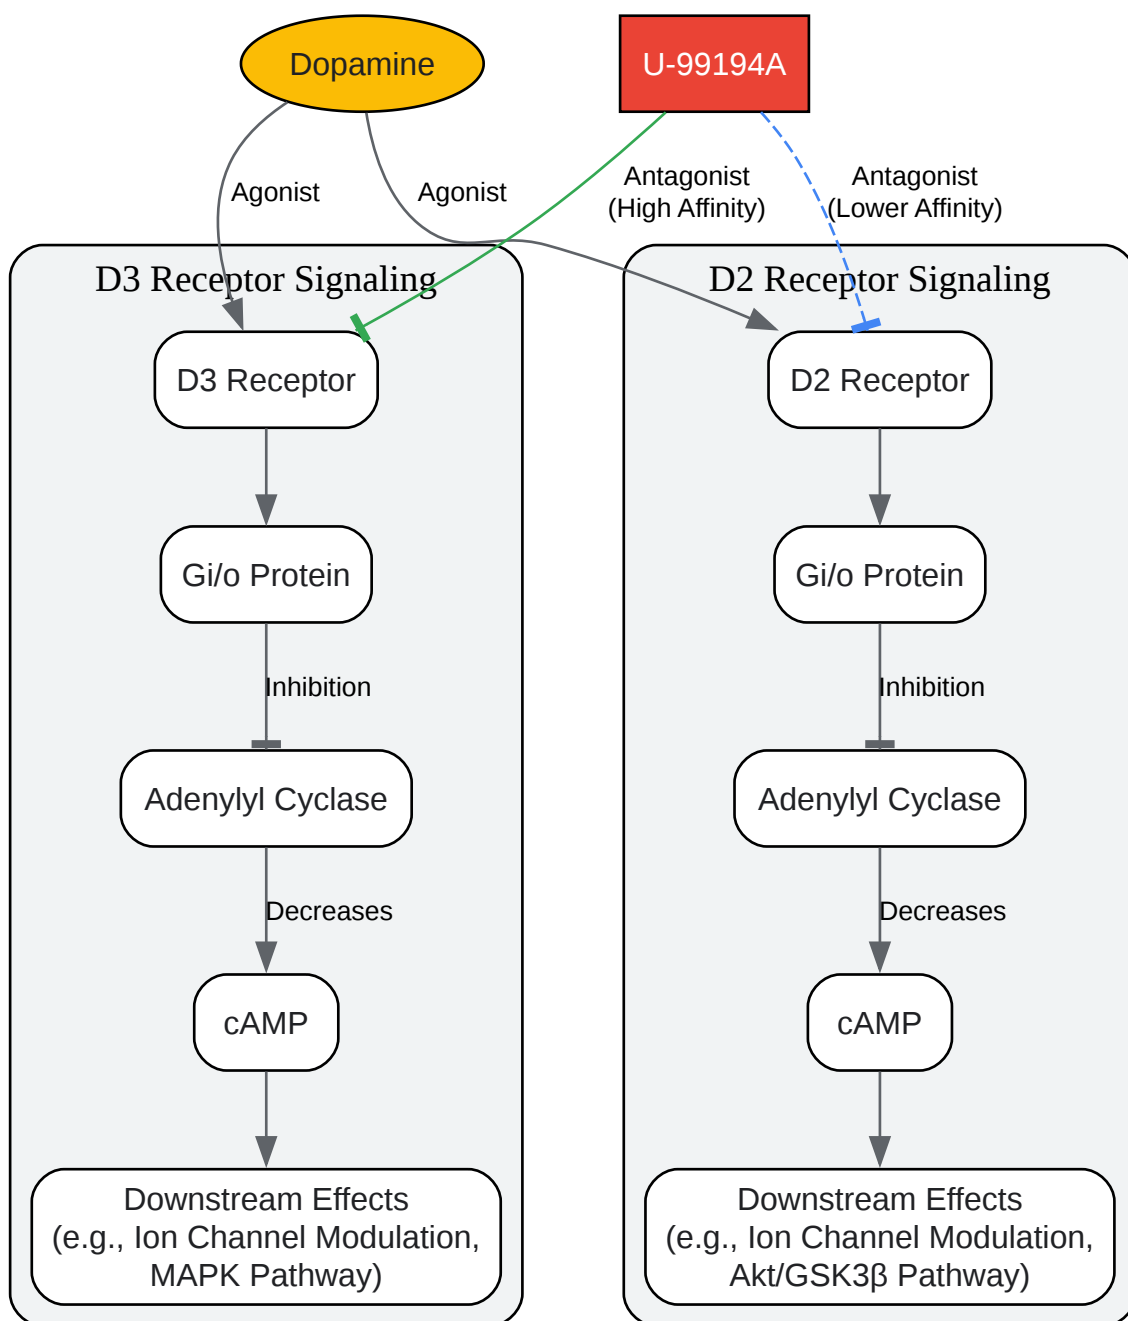 Dopamine
U-99194A
Agonist
Agonist
Antagonist
(High Affinity)
Antagonist
(Lower Affinity)
D3 Receptor Signaling
D3 Receptor
Gi/o Protein
Inhibition
Adenylyl Cyclase
Decreases
cAMP
Downstream Effects
(e.g., Ion Channel Modulation,
MAPK Pathway)
D2 Receptor Signaling
D2 Receptor
Gi/o Protein
Inhibition
Adenylyl Cyclase
Decreases
cAMP
Downstream Effects
(e.g., Ion Channel Modulation,
Akt/GSK3β Pathway)